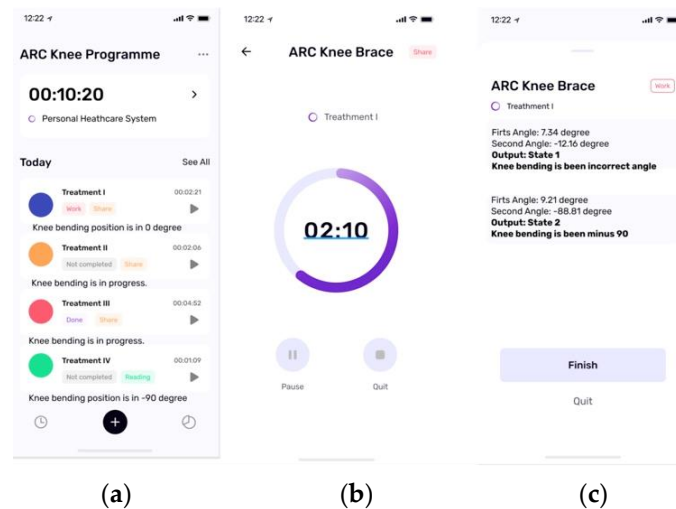 12:22
ARC Knee Programme
00:10:20
Personal Heathcare System
Today
See All
Treatment I
00:02:21
Work
Share
Knee bending position is in 0 degree
Treatment II
00:02:06
Not completed
Share
Knee bending is in progress.
Treatment III
00:04:52
Done
Share
Knee bending is in progress.
Treatment IV
00:01:09
Not completed
Reading
Knee bending position is in -90 degree
(a)
12:22
ARC Knee Brace
Share
Treathment I
02:10
Pause
Quit
(b)
12:22
ARC Knee Brace
Work
Treathment I
Firts Angle: 7.34 degree
Second Angle: -12.16 degree
Output: State 1
Knee bending is been incorrect angle
Firts Angle: 9.21 degree
Second Angle: -88.81 degree
Output: State 2
Knee bending is been minus 90
Finish
Quit
(c)